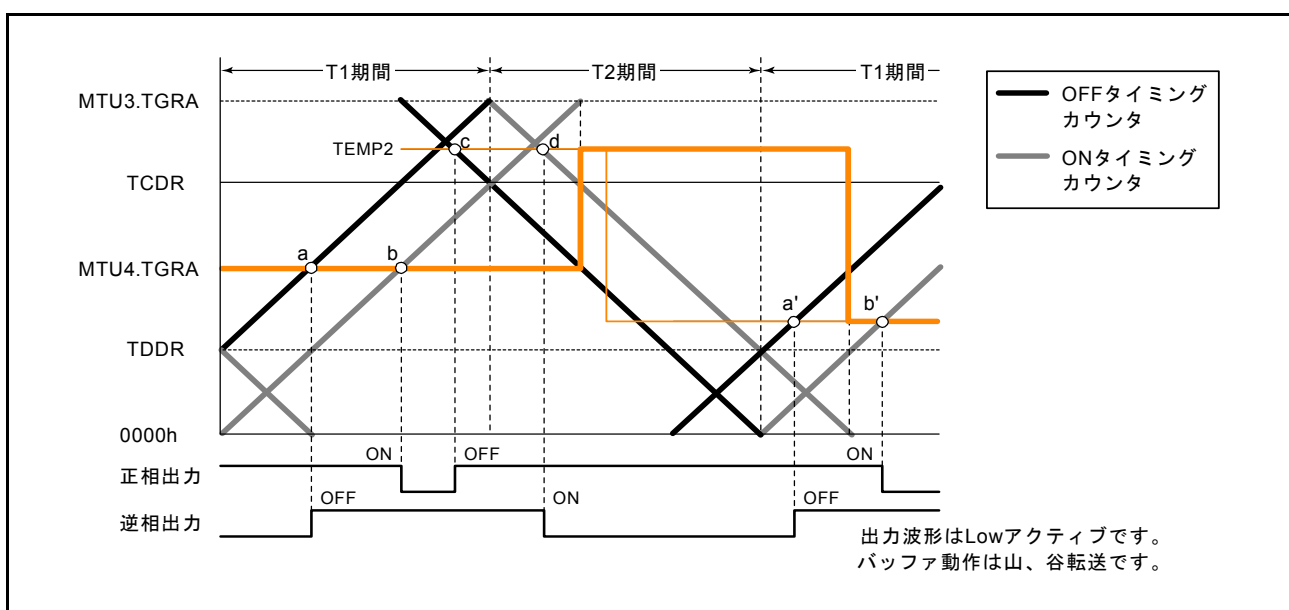 T1期間
T2期間
T1期間
MTU3.TGRA
TEMP2
c
d
TCDR
a
b
MTU4.TGRA
a'
b'
TDDR
0000h
ON
OFF
ON
正相出力
OFF
ON
OFF
逆相出力
OFFタイミング
カウンタ
ONタイミング
カウンタ
出力波形はLowアクティブです。
バッファ動作は山、谷転送です。